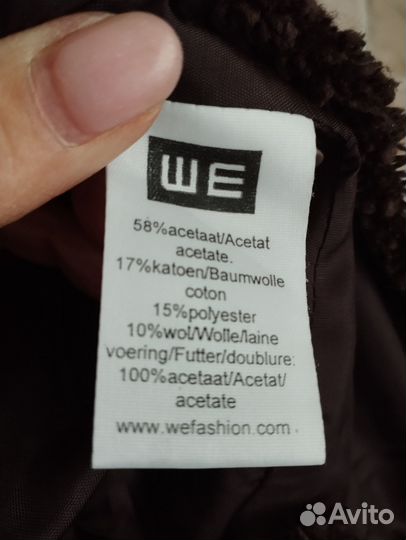 WE
58%acetaat/Acetat
acetate.
17%katoen/Baumwolle
coton
15%polyester
10%wol/Wolle/laine
voering/Futter/doublure:
100%acetaat/Acetat/
acetate
www.wefashion.com
Avito